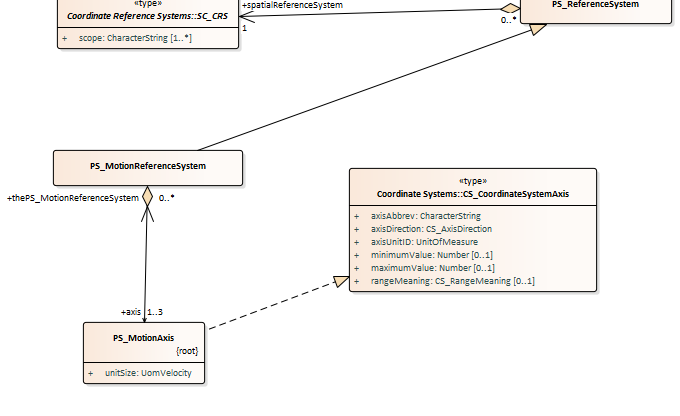 «type»
Coordinate Reference Systems::SC_CRS
+ scope: CharacterString [1..*]
+spatialReferenceSystem
1
0..*
PS_ReferenceSystem
PS_MotionReferenceSystem
+thePS_MotionReferenceSystem
0..*
«type»
Coordinate Systems::CS_CoordinateSystemAxis
+ axisAbbrev: CharacterString
+ axisDirection: CS_AxisDirection
+ axisUnitID: UnitOfMeasure
+ minimumValue: Number [0..1]
+ maximumValue: Number [0..1]
+ rangeMeaning: CS_RangeMeaning [0..1]
+axis 1..3
PS_MotionAxis
{root}
+ unitSize: UomVelocity